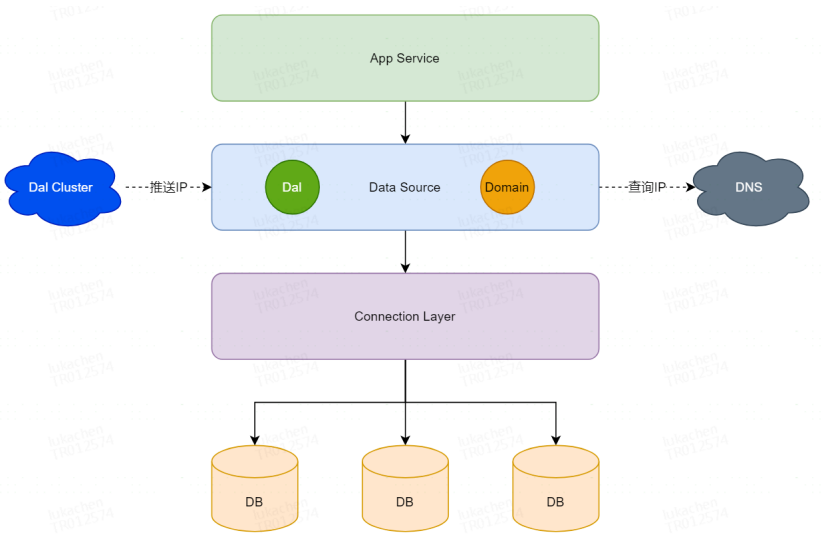 App Service
Dal Cluster
推送IP
Dal
Data Source
Domain
查询IP
DNS
Connection Layer
DB
DB
DB
lukachen
TR012574